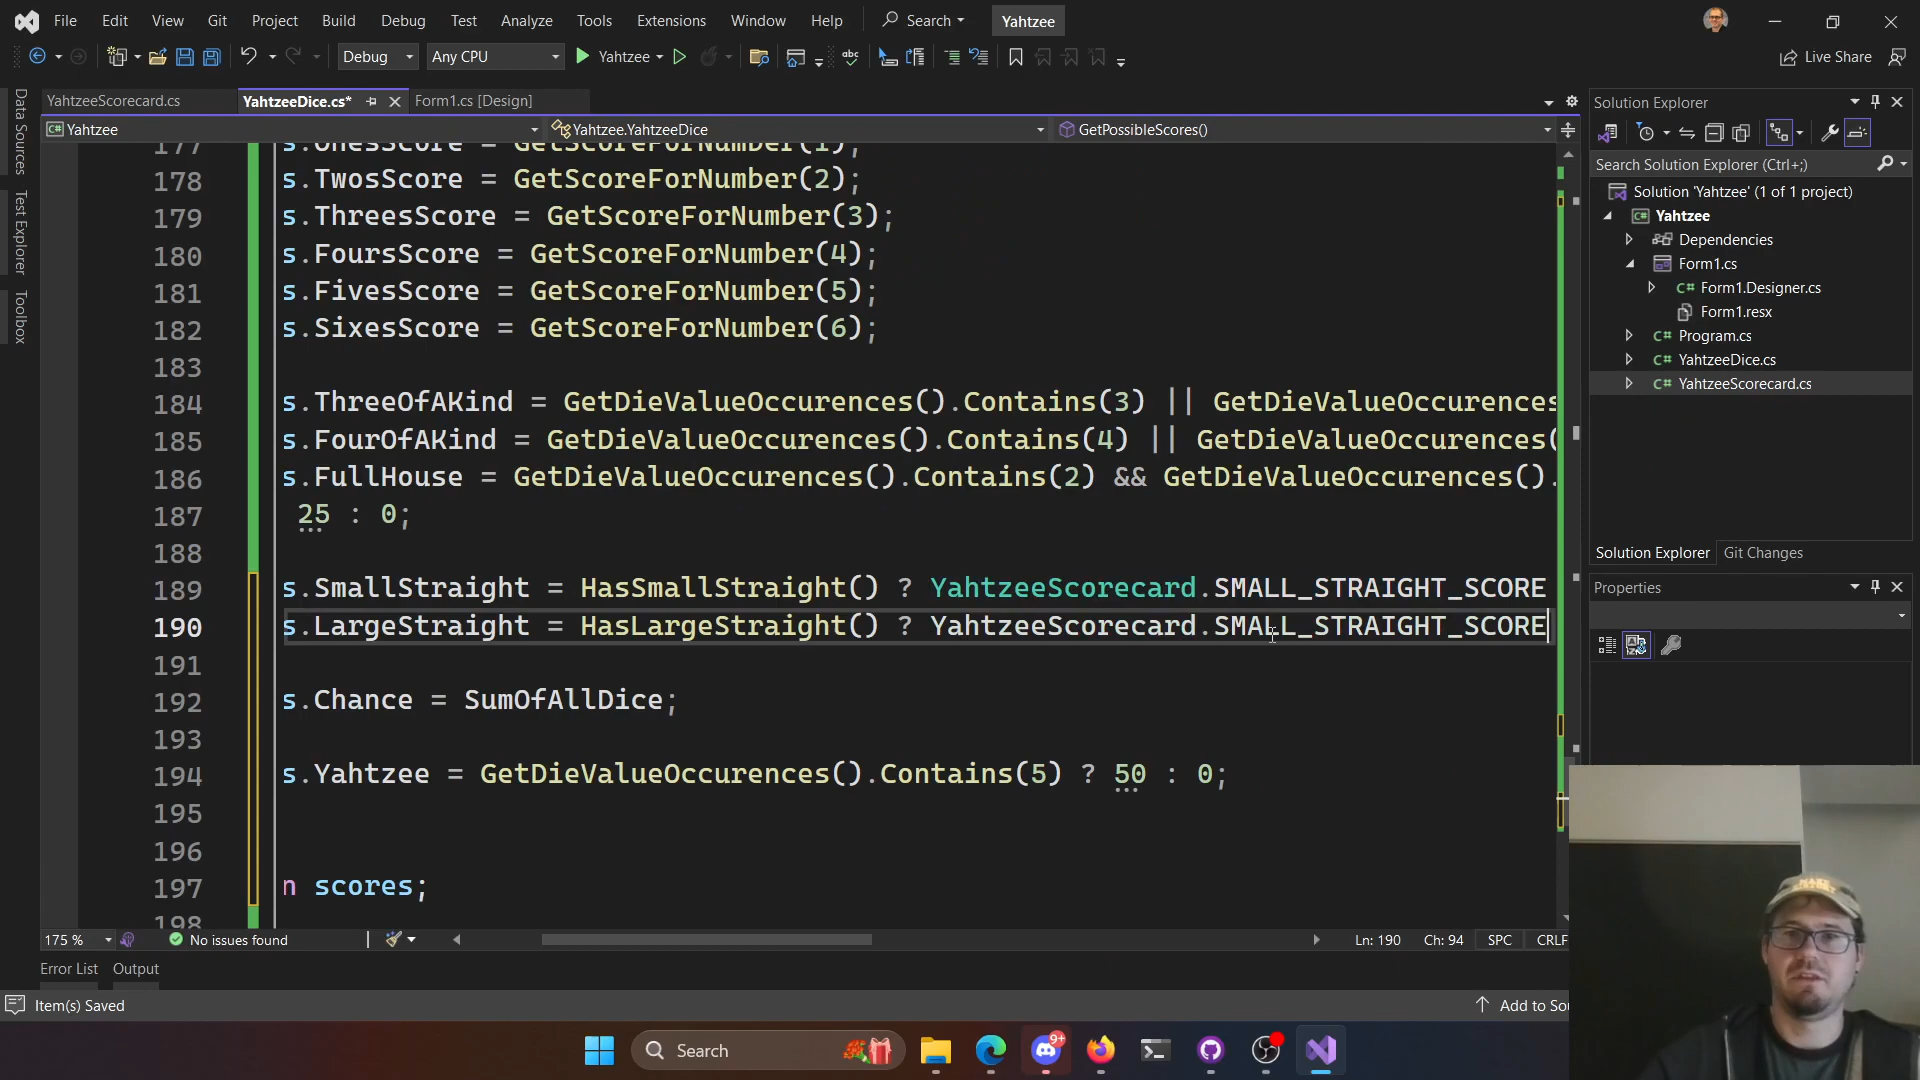 File Edit View Git Project Build Debug Test Analyze Tools Extensions Window Help Search Yahtzee
Debug Any CPU Yahtzee Live Share
YahtzeeScorecard.cs YahtzeeDice.cs* Form1.cs [Design]
Yahtzee Yahtzee.YahtzeeDice GetPossibleScores()
Data Sources
Test Explorer
Toolbox
177 s.OnesScore = GetScoreForNumber(1);
178 s.TwosScore = GetScoreForNumber(2);
179 s.ThreesScore = GetScoreForNumber(3);
180 s.FoursScore = GetScoreForNumber(4);
181 s.FivesScore = GetScoreForNumber(5);
182 s.SixesScore = GetScoreForNumber(6);
183
184 s.ThreeOfAKind = GetDieValueOccurences().Contains(3) || GetDieValueOccurences
185 s.FourOfAKind = GetDieValueOccurences().Contains(4) || GetDieValueOccurences(
186 s.FullHouse = GetDieValueOccurences().Contains(2) && GetDieValueOccurences().
187 25 : 0;
188
189 s.SmallStraight = HasSmallStraight() ? YahtzeeScorecard.SMALL_STRAIGHT_SCORE
190 s.LargeStraight = HasLargeStraight() ? YahtzeeScorecard.SMALL_STRAIGHT_SCORE
191
192 s.Chance = SumOfAllDice;
193
194 s.Yahtzee = GetDieValueOccurences().Contains(5) ? 50 : 0;
195
196
197 n scores;
198
175 % No issues found Ln: 190 Ch: 94 SPC CRLF
Error List Output
Item(s) Saved Add to Sou
Solution Explorer
Search Solution Explorer (Ctrl+;)
Solution 'Yahtzee' (1 of 1 project)
C# Yahtzee
Dependencies
Form1.cs
C# Form1.Designer.cs
Form1.resx
C# Program.cs
C# YahtzeeDice.cs
C# YahtzeeScorecard.cs
Solution Explorer Git Changes
Properties
Search 9+